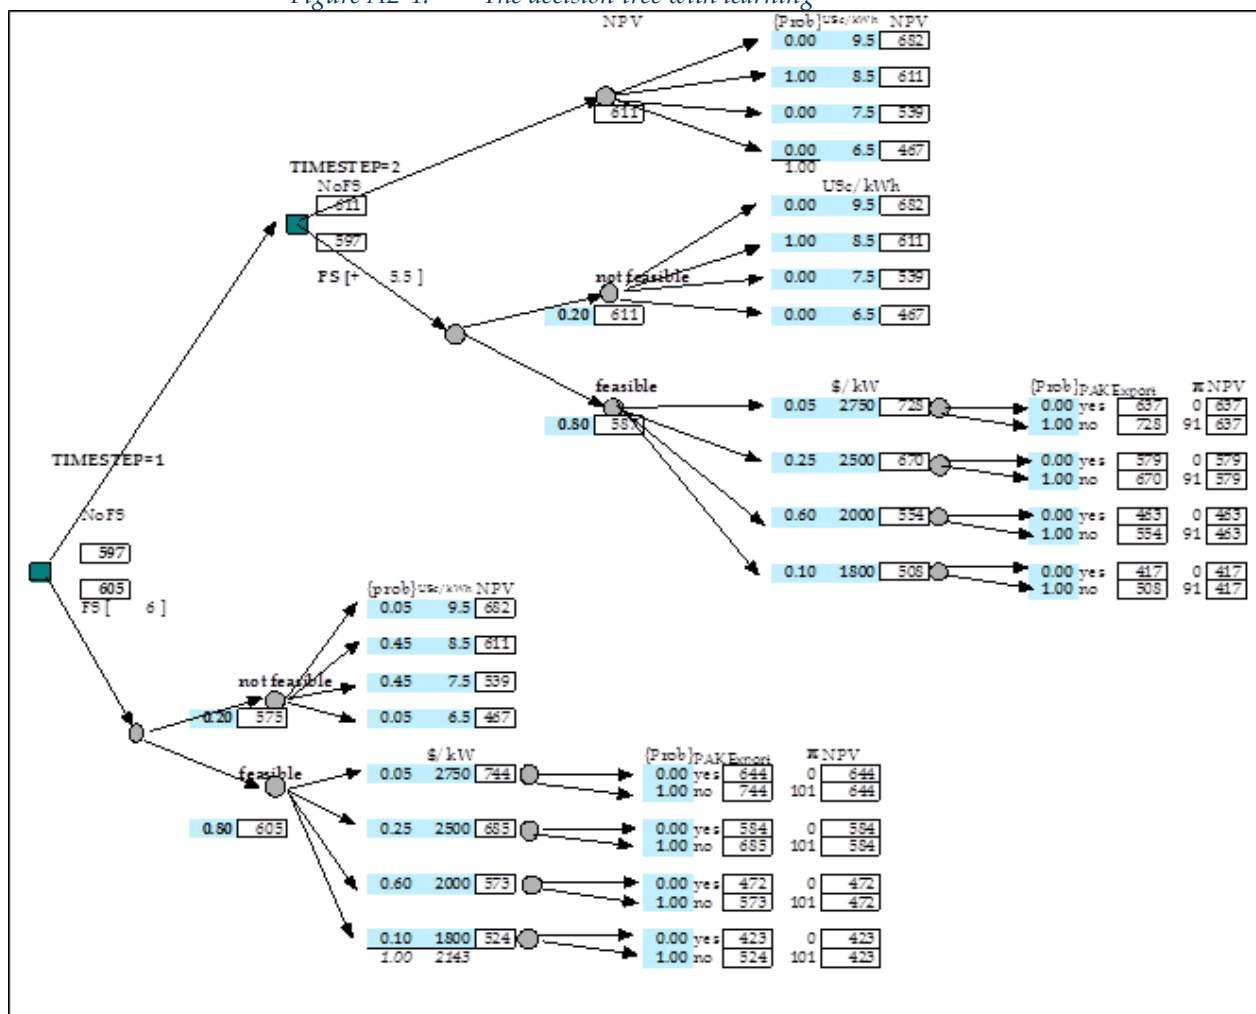 Figure A2-1: The decision tree with learning
NPV {Prob} USc/kWh NPV
0.00 9.5 682
1.00 8.5 611
611
0.00 7.5 539
0.00 6.5 467
1.00
TIMESTEP=2
NoFS
611
597
FS [+ 5.5 ]
USc/kWh
0.00 9.5 682
1.00 8.5 611
not feasible
0.00 7.5 539
0.20 611
0.00 6.5 467
feasible
0.80 587
$/kW {Prob} PAK Export π NPV
0.05 2750 728 0.00 yes 637 0 637
1.00 no 728 91 637
0.25 2500 670 0.00 yes 579 0 579
1.00 no 670 91 579
0.60 2000 554 0.00 yes 463 0 463
1.00 no 554 91 463
0.10 1800 508 0.00 yes 417 0 417
1.00 no 508 91 417
TIMESTEP=1
NoFS
597
605
FS [ 6 ]
{prob} USc/kWh NPV
0.05 9.5 682
0.45 8.5 611
not feasible
0.45 7.5 539
0.20 575
0.05 6.5 467
feasible
0.80 605
$/kW {Prob} PAK Export π NPV
0.05 2750 744 0.00 yes 644 0 644
1.00 no 744 101 644
0.25 2500 685 0.00 yes 584 0 584
1.00 no 685 101 584
0.60 2000 573 0.00 yes 472 0 472
1.00 no 573 101 472
0.10 1800 524 0.00 yes 423 0 423
1.00 2143 1.00 no 524 101 423